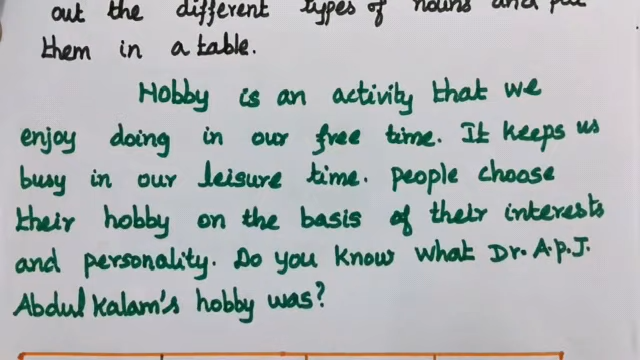 out the different types of nouns and put
them in a table.
Hobby is an activity that we
enjoy doing in our free time. It keeps us
busy in our leisure time. People choose
their hobby on the basis of their interests
and personality. Do you know what Dr. A.P.J.
Abdul Kalam's hobby was?